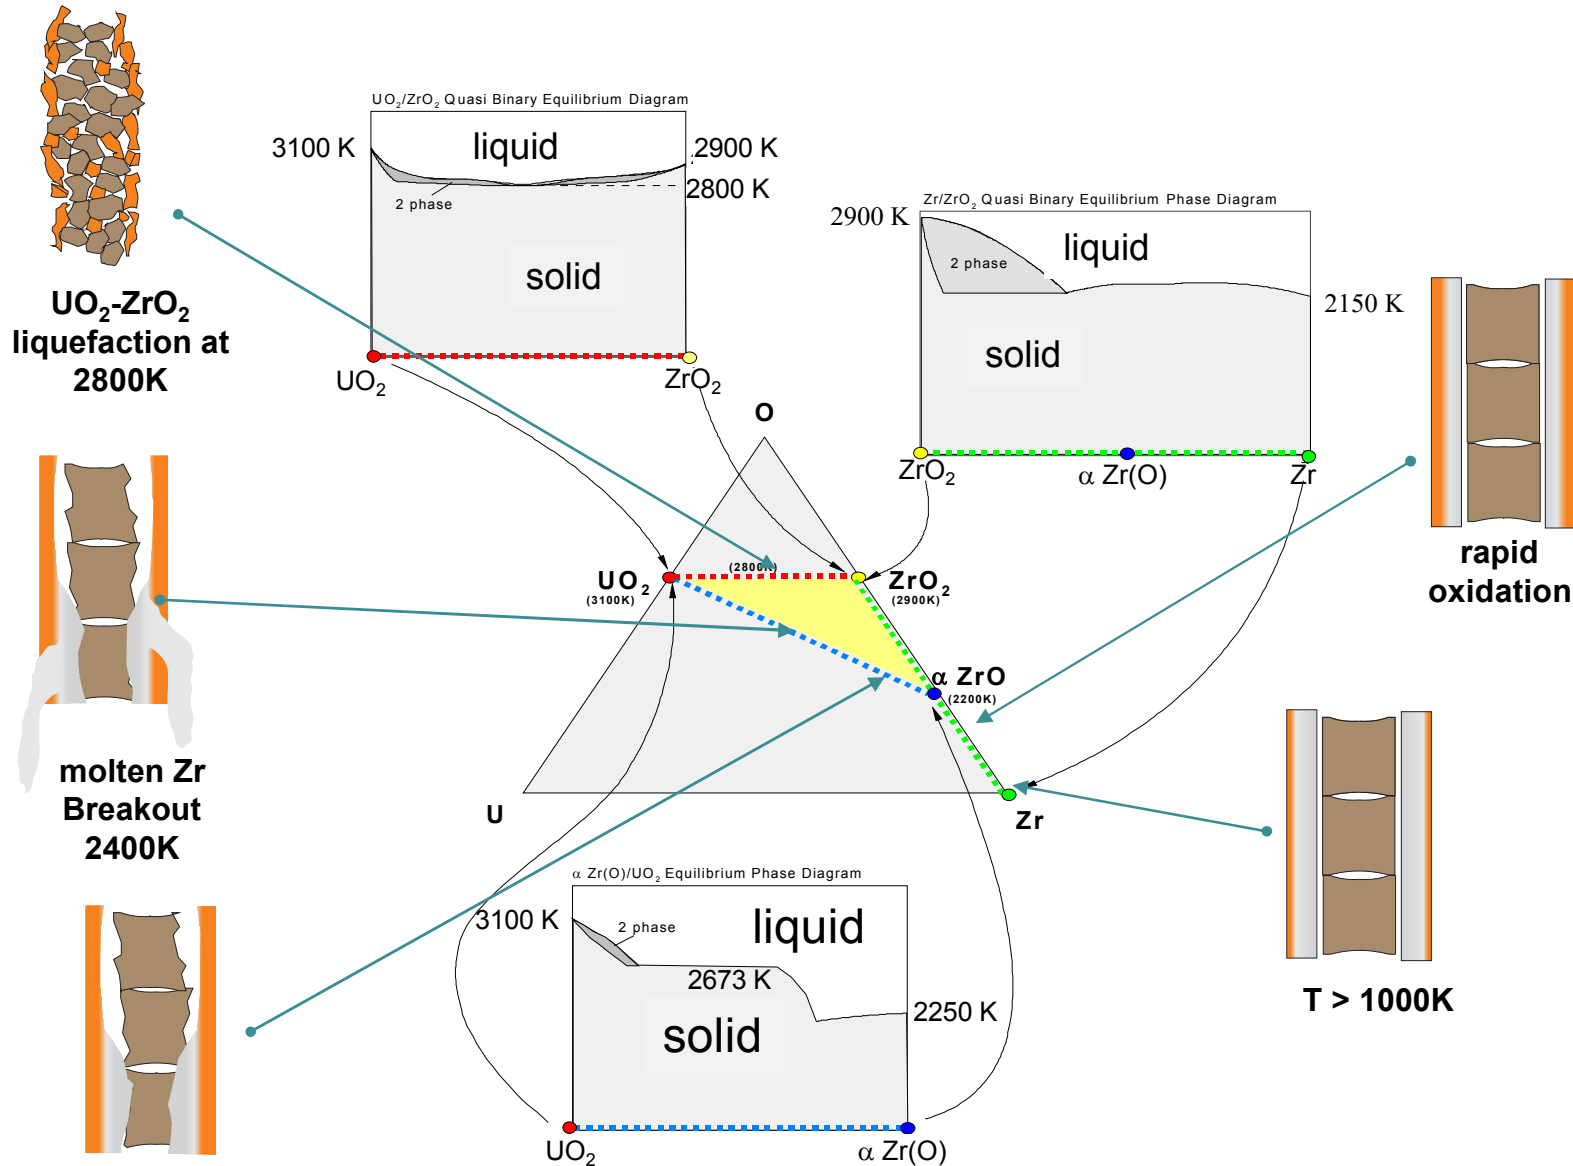 UO₂/ZrO₂ Quasi Binary Equilibrium Diagram
3100 K
liquid
2900 K
2800 K
2 phase
solid
UO₂
ZrO₂
Zr/ZrO₂ Quasi Binary Equilibrium Phase Diagram
2900 K
liquid
2 phase
2150 K
solid
ZrO₂
α Zr(O)
Zr
UO₂-ZrO₂
liquefaction at
2800K
rapid
oxidation
O
(2800K)
UO₂
(3100K)
ZrO₂
(2900K)
α ZrO
(2200K)
U
Zr
molten Zr
Breakout
2400K
T > 1000K
α Zr(O)/UO₂ Equilibrium Phase Diagram
3100 K
2 phase
liquid
2673 K
2250 K
solid
UO₂
α Zr(O)